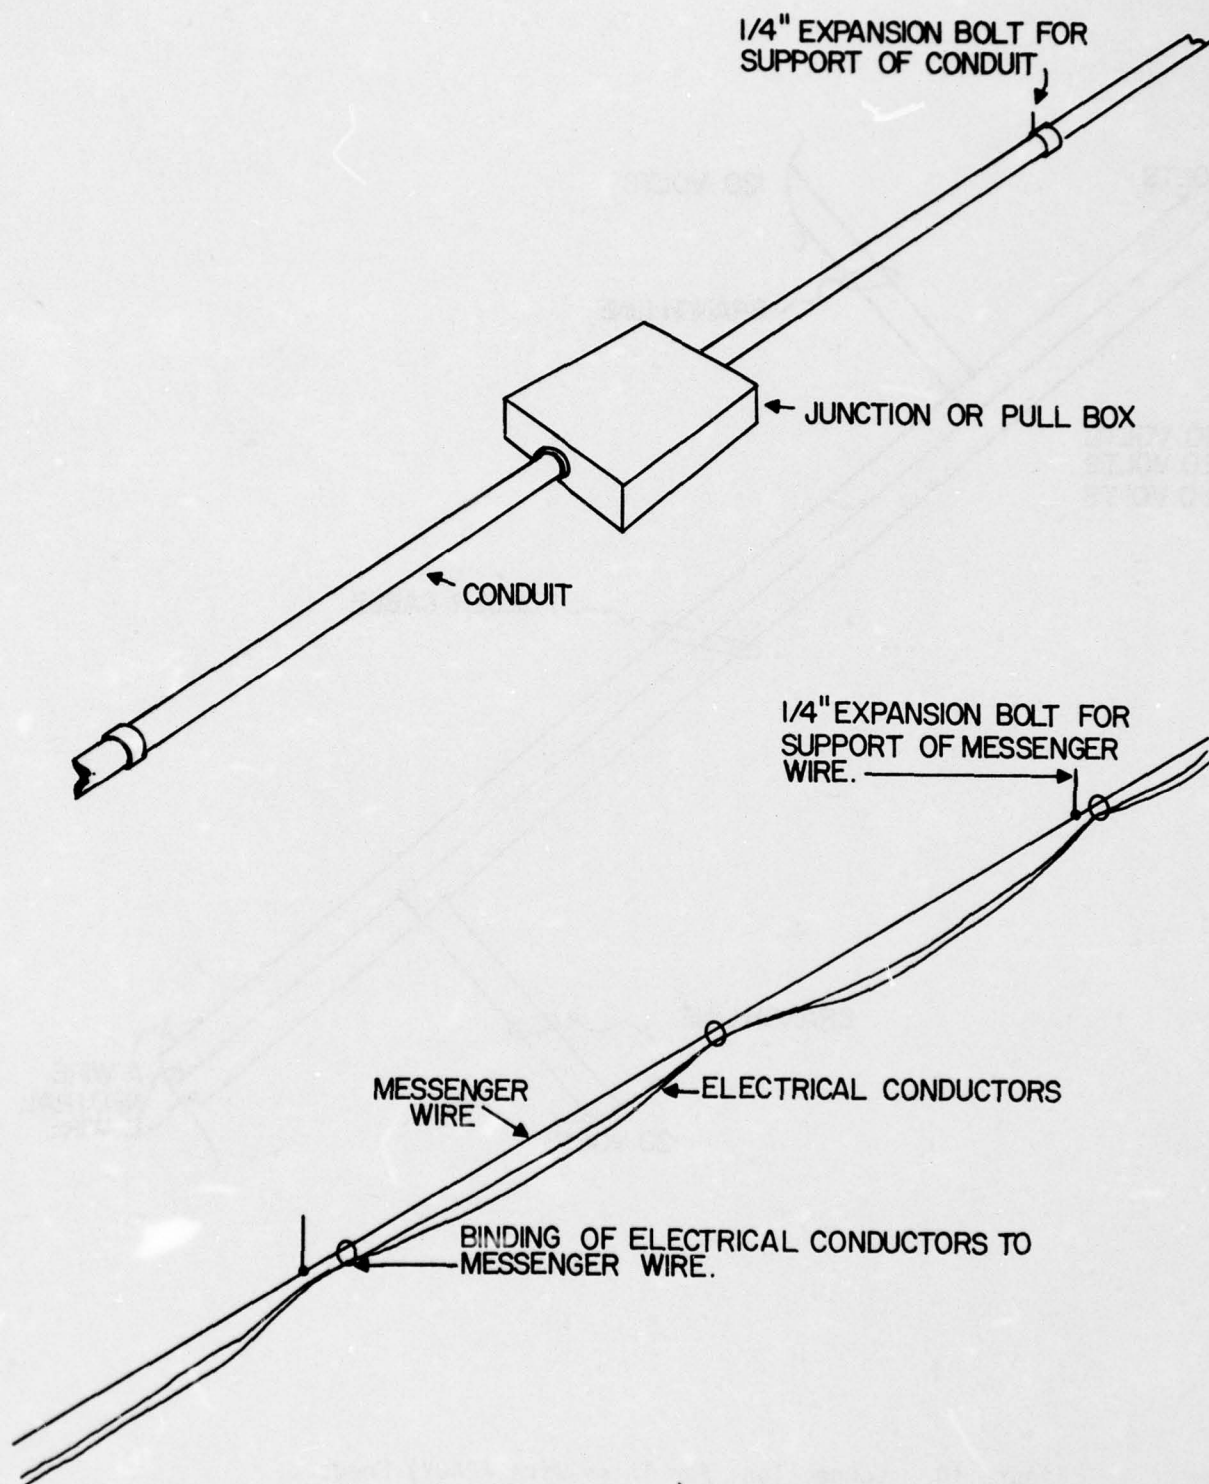 1/4" EXPANSION BOLT FOR
SUPPORT OF CONDUIT
JUNCTION OR PULL BOX
CONDUIT
1/4" EXPANSION BOLT FOR
SUPPORT OF MESSENGER
WIRE.
MESSENGER
WIRE
ELECTRICAL CONDUCTORS
BINDING OF ELECTRICAL CONDUCTORS TO
MESSENGER WIRE.